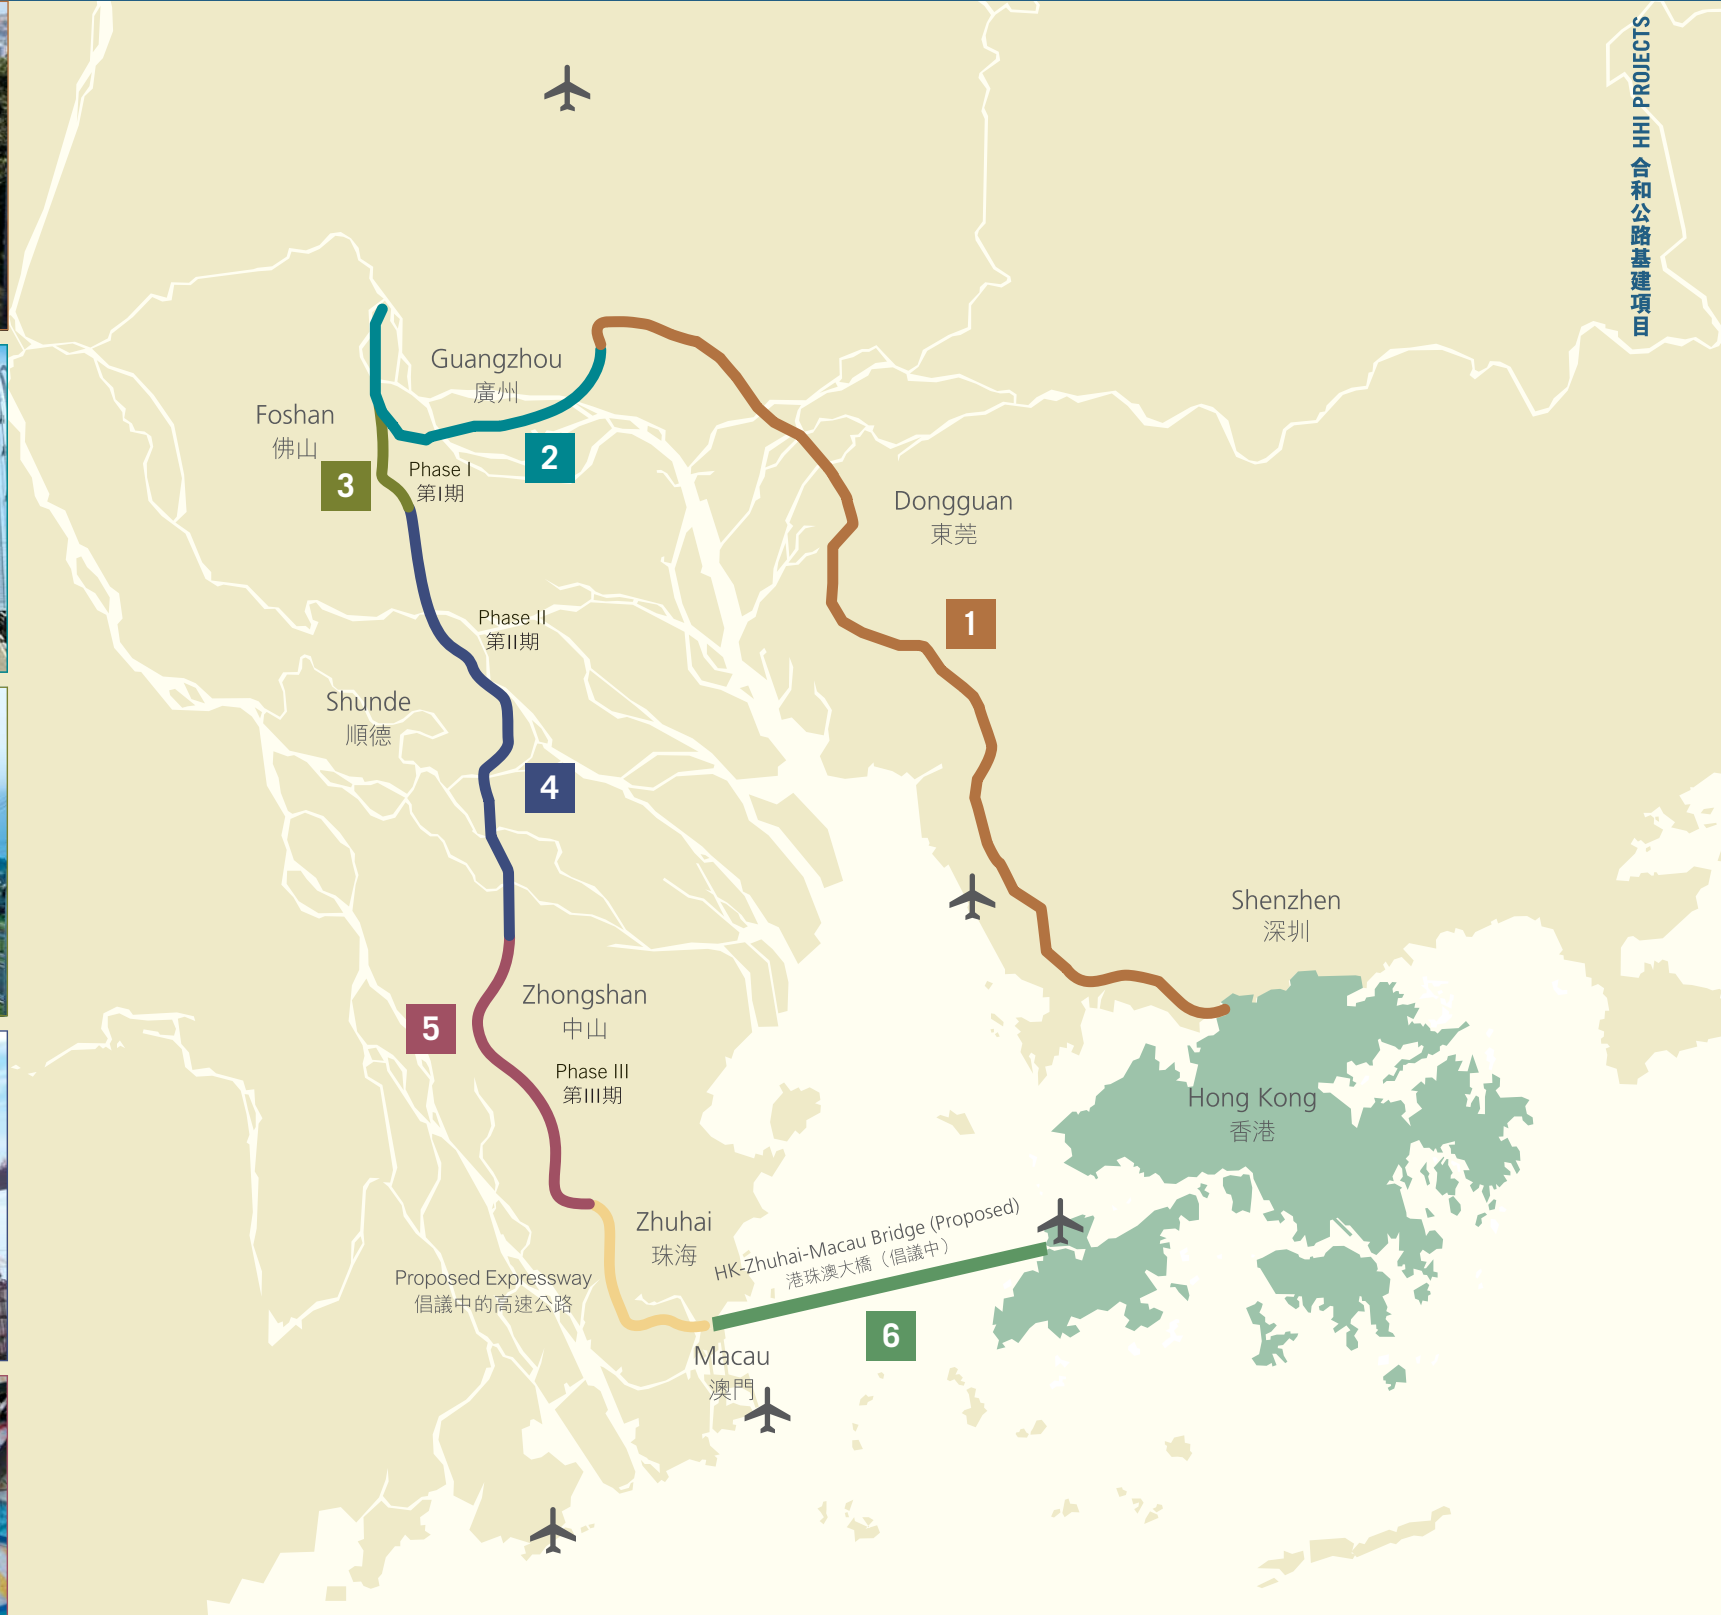 HHI PROJECTS 合和公路基建項目
Guangzhou
廣州
Foshan
佛山
2
3
Phase I
第I期
Dongguan
東莞
1
Phase II
第II期
Shunde
順德
4
Shenzhen
深圳
Zhongshan
中山
5
Phase III
第III期
Hong Kong
香港
Zhuhai
珠海
HK-Zhuhai-Macau Bridge (Proposed)
港珠澳大橋（倡議中）
Proposed Expressway
倡議中的高速公路
6
Macau
澳門